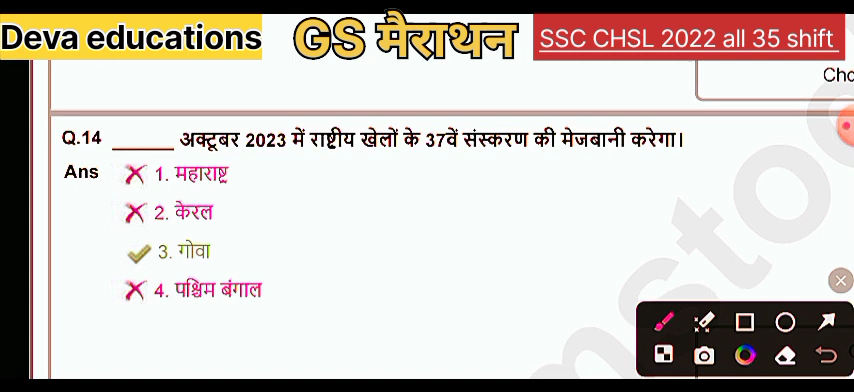 Deva educations GS मैराथन SSC CHSL 2022 all 35 shift
Cho
Q.14 ______ अक्टूबर 2023 में राष्ट्रीय खेलों के 37वें संस्करण की मेजबानी करेगा।
Ans 1. महाराष्ट्र
2. केरल
3. गोवा
4. पश्चिम बंगाल